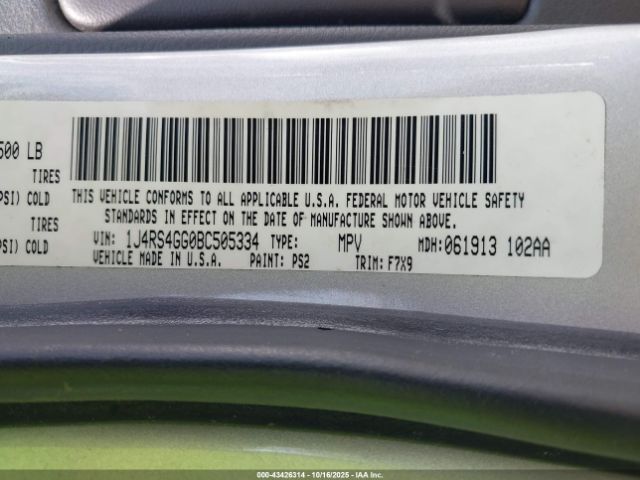 500 LB
TIRES
PSI) COLD
TIRES
PSI) COLD
THIS VEHICLE CONFORMS TO ALL APPLICABLE U.S.A. FEDERAL MOTOR VEHICLE SAFETY
STANDARDS IN EFFECT ON THE DATE OF MANUFACTURE SHOWN ABOVE.
VIN: 1J4RS4GG0BC505334 TYPE: MPV MDH:061913 102AA
VEHICLE MADE IN U.S.A. PAINT: PS2 TRIM: F7X9
000-43426314 - 10/16/2025 - IAA Inc.